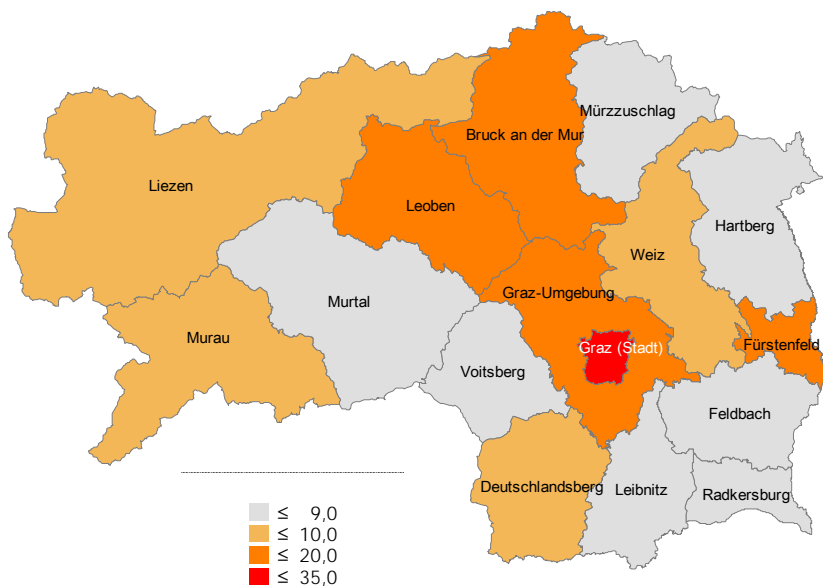 Mürzzuschlag
Bruck an der Mur
Liezen
Leoben
Hartberg
Weiz
Graz-Umgebung
Murtal
Murau
Graz (Stadt)
Fürstenfeld
Voitsberg
Feldbach
Deutschlandsberg
Leibnitz
Radkersburg
≤ 9,0
≤ 10,0
≤ 20,0
≤ 35,0